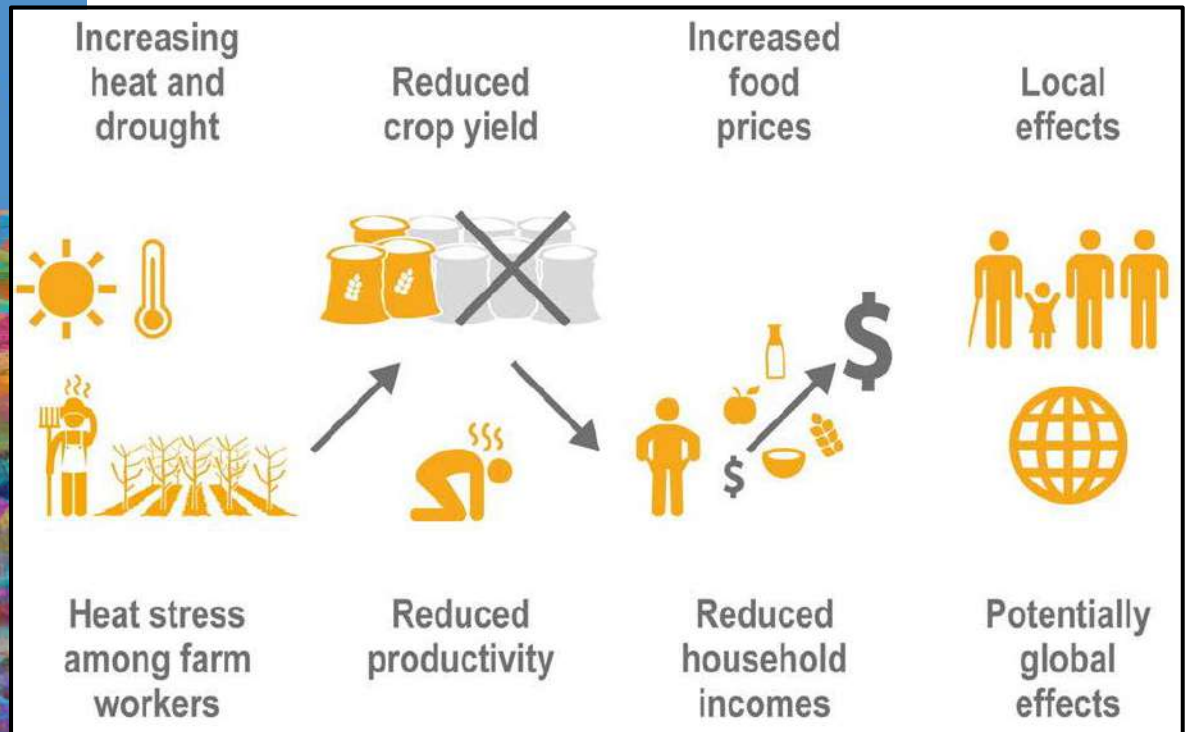 Increasing
heat and
drought
Reduced
crop yield
Increased
food
prices
Local
effects
$
$
Heat stress
among farm
workers
Reduced
productivity
Reduced
household
incomes
Potentially
global
effects